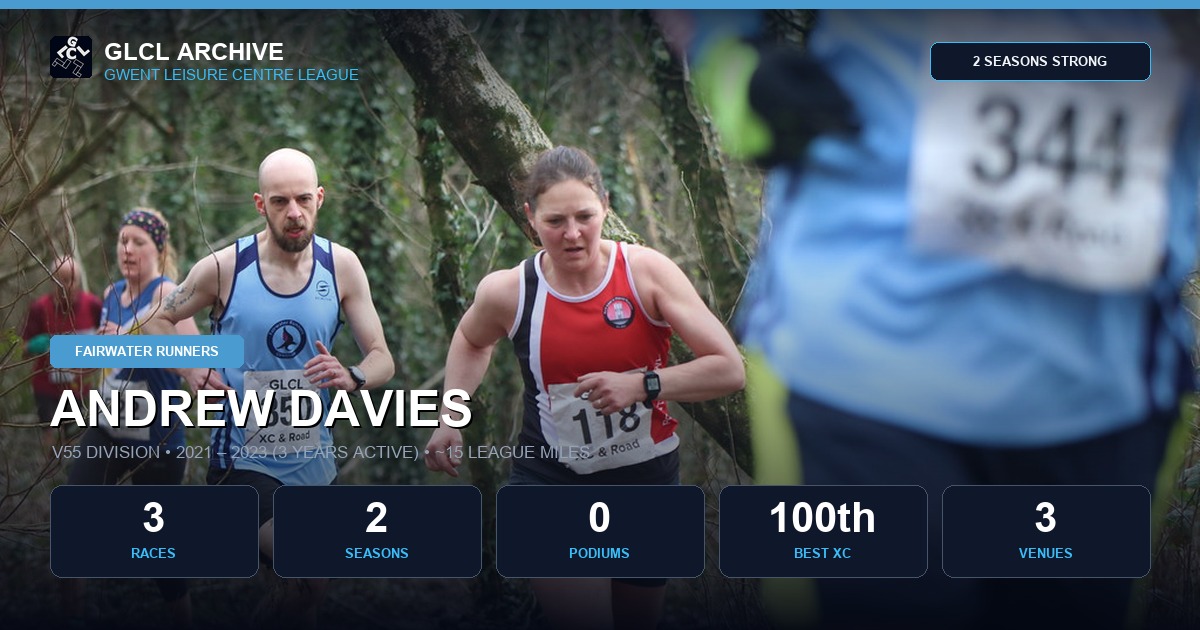 GLCL ARCHIVE
GWENT LEISURE CENTRE LEAGUE
2 SEASONS STRONG
344
FAIRWATER RUNNERS
GLCL
XC & Road
118
& Road
ANDREW DAVIES
V55 DIVISION • 2021 – 2023 (3 YEARS ACTIVE) • ~15 LEAGUE MILES
3
RACES
2
SEASONS
0
PODIUMS
100th
BEST XC
3
VENUES